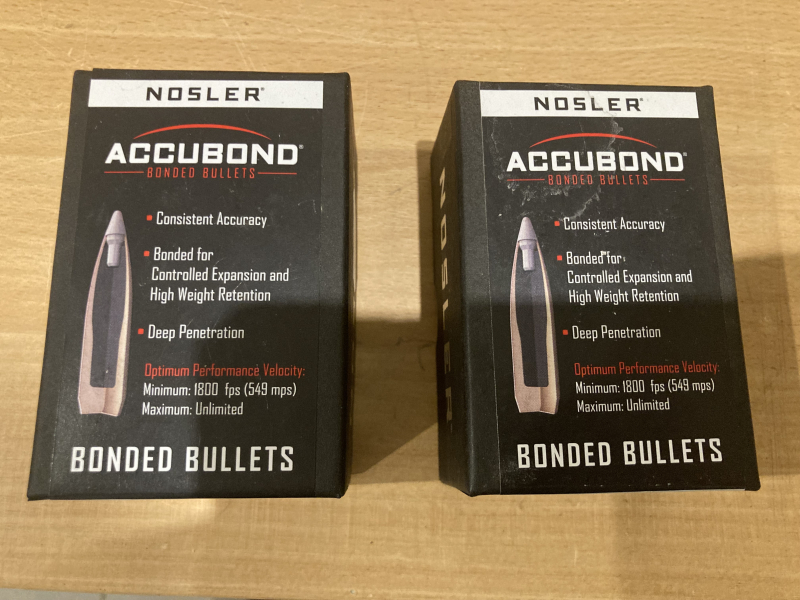 NOSLER®
ACCUBOND®
BONDED BULLETS
Consistent Accuracy
Bonded for
Controlled Expansion and
High Weight Retention
Deep Penetration
Optimum Performance Velocity:
Minimum: 1800 fps (549 mps)
Maximum: Unlimited
BONDED BULLETS
NOSLER
NOSLER®
ACCUBOND®
BONDED BULLETS
Consistent Accuracy
Bonded for
Controlled Expansion and
High Weight Retention
Deep Penetration
Optimum Performance Velocity:
Minimum: 1800 fps (549 mps)
Maximum: Unlimited
BONDED BULLETS